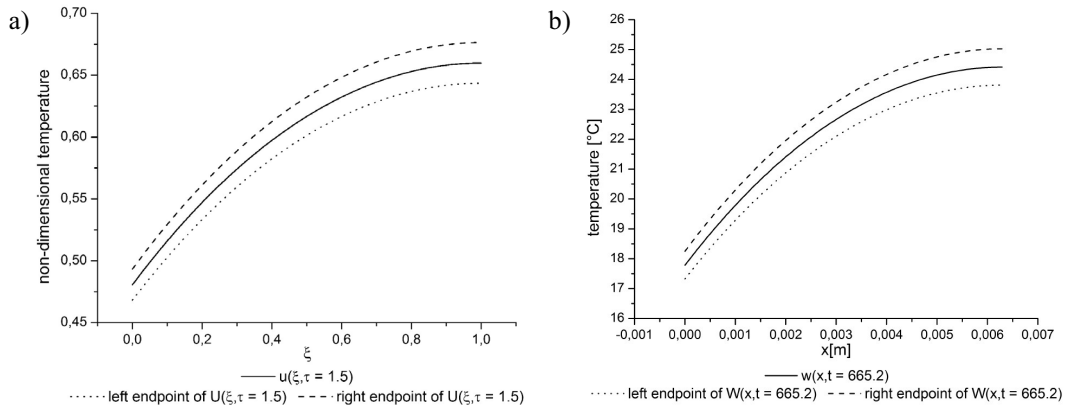 a)
non-dimensional temperature
0,70
0,65
0,60
0,55
0,50
0,45
0,0 0,2 0,4 0,6 0,8 1,0
ξ
u(ξ,τ = 1.5)
left endpoint of U(ξ,τ = 1.5) right endpoint of U(ξ,τ = 1.5)
b)
temperature [°C]
26
25
24
23
22
21
20
19
18
17
16
-0,001 0,000 0,001 0,002 0,003 0,004 0,005 0,006 0,007
x[m]
w(x,t = 665.2)
left endpoint of W(x,t = 665.2) right endpoint of W(x,t = 665.2)